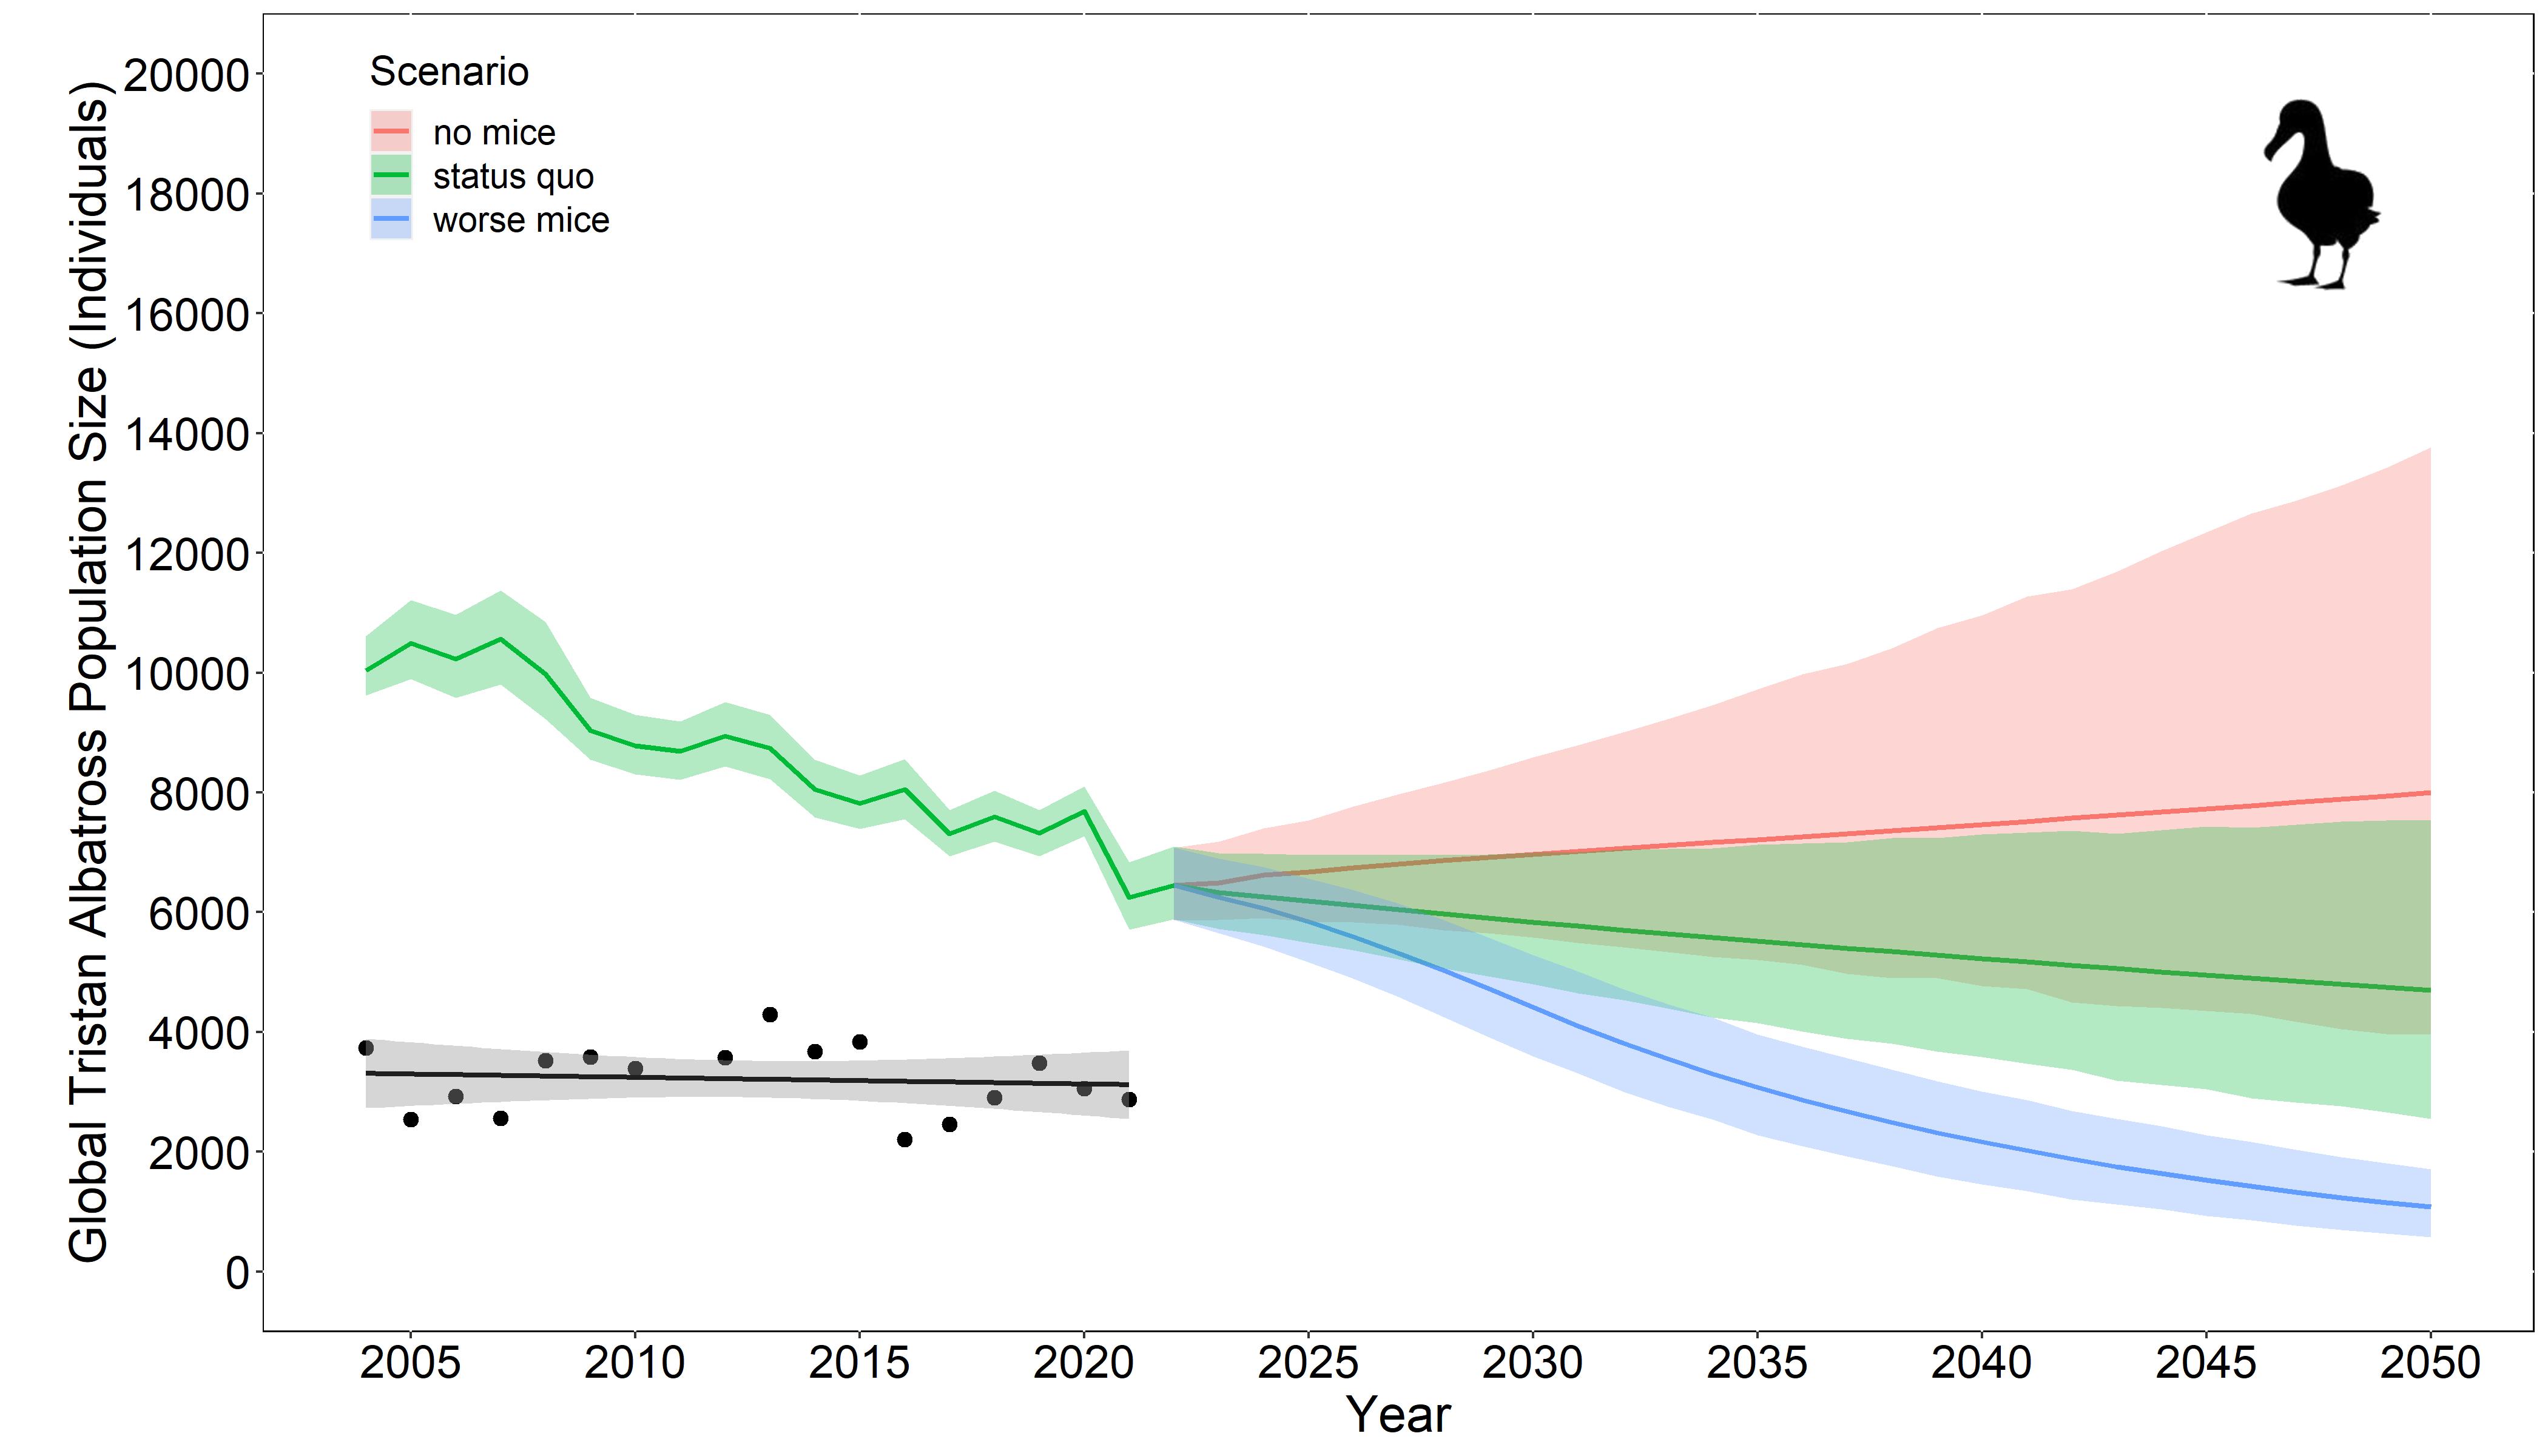 Global Tristan Albatross Population Size (Individuals)
20000
18000
16000
14000
12000
10000
8000
6000
4000
2000
0
Scenario
no mice
status quo
worse mice
2005 2010 2015 2020 2025 2030 2035 2040 2045 2050
Year